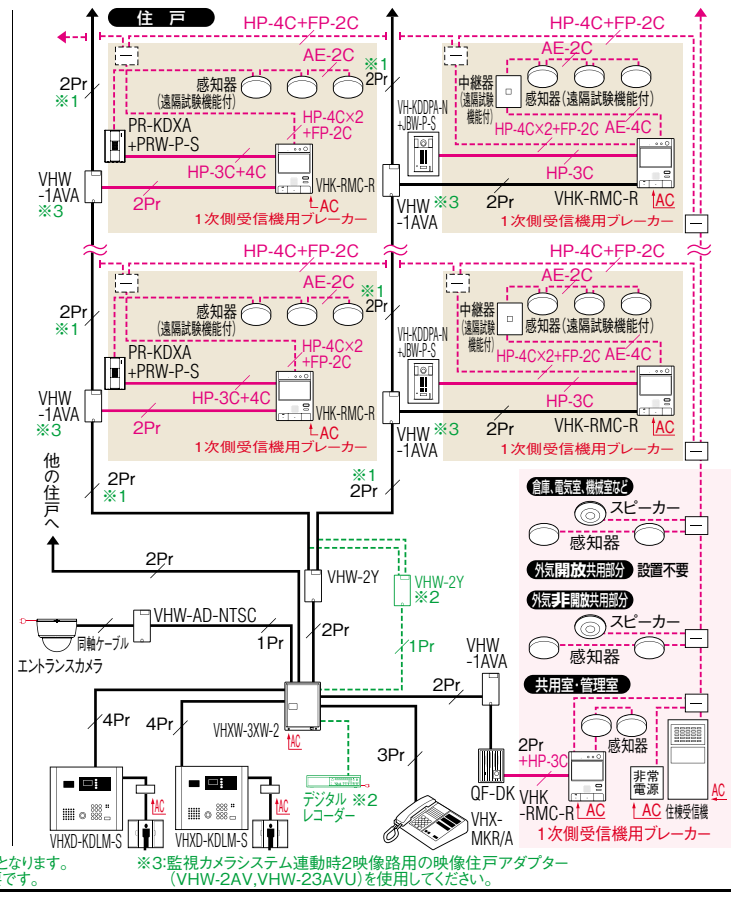 住戸
HP-4C+FP-2C
HP-4C+FP-2C
AE-2C
AE-2C
2Pr
※1
感知器
(遠隔試験機能付)
※1
2Pr
中継器
(遠隔試験
機能付)
感知器(遠隔試験機能付)
VH-KDDPA-N
+JBW-P-S
PR-KDXA
+PRW-P-S
HP-4C×2
+FP-2C
HP-4C×2+FP-2C
AE-4C
HP-3C+4C
HP-3C
VHW
-1AVA
※3
2Pr
VHK-RMC-R
AC
1次側受信機用ブレーカー
VHW
-1AVA
※3
2Pr
VHK-RMC-R
AC
1次側受信機用ブレーカー
HP-4C+FP-2C
HP-4C+FP-2C
AE-2C
AE-2C
2Pr
※1
感知器
(遠隔試験機能付)
※1
2Pr
中継器
(遠隔試験
機能付)
感知器(遠隔試験機能付)
VH-KDDPA-N
+JBW-P-S
PR-KDXA
+PRW-P-S
HP-4C×2
+FP-2C
HP-4C×2+FP-2C
AE-4C
HP-3C+4C
HP-3C
VHW
-1AVA
※3
2Pr
VHK-RMC-R
AC
1次側受信機用ブレーカー
VHW
-1AVA
※3
2Pr
VHK-RMC-R
AC
1次側受信機用ブレーカー
他の住戸へ
2Pr
※1
※1
2Pr
倉庫、電気室、機械室など
スピーカー
感知器
2Pr
VHW-2Y
VHW-2Y
※2
外気開放共用部分 設置不要
外気非開放共用部分
スピーカー
感知器
VHW-AD-NTSC
同軸ケーブル
1Pr
2Pr
1Pr
エントランスカメラ
VHW
-1AVA
2Pr
共用室・管理室
4Pr
4Pr
VHXW-3XW-2
AC
3Pr
感知器
2Pr
+HP-3C
QF-DK
VHK
-RMC-R
AC
非常
電源
AC
住棟受信機
AC
1次側受信機用ブレーカー
AC
VHXD-KDLM-S
AC
VHXD-KDLM-S
デジタル
レコーダー
※2
VHX-
MKR/A
となります。
要です。
※3:監視カメラシステム連動時2映像路用の映像住戸アダプター
(VHW-2AV,VHW-23AVU)を使用してください。